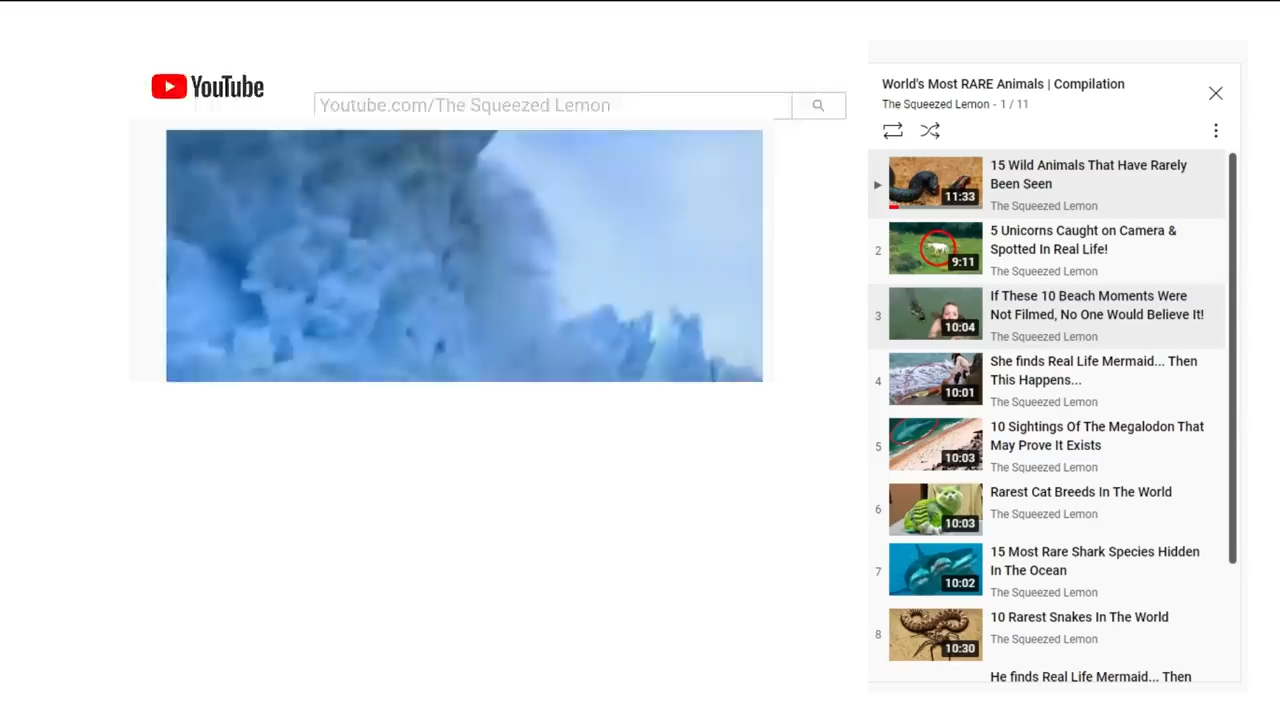 YouTube
Youtube.com/The Squeezed Lemon
World's Most RARE Animals | Compilation
The Squeezed Lemon - 1 / 11
15 Wild Animals That Have Rarely
Been Seen
The Squeezed Lemon
11:33
2
5 Unicorns Caught on Camera &
Spotted In Real Life!
The Squeezed Lemon
9:11
3
If These 10 Beach Moments Were
Not Filmed, No One Would Believe It!
The Squeezed Lemon
10:04
4
She finds Real Life Mermaid... Then
This Happens...
The Squeezed Lemon
10:01
5
10 Sightings Of The Megalodon That
May Prove It Exists
The Squeezed Lemon
10:03
6
Rarest Cat Breeds In The World
The Squeezed Lemon
10:03
7
15 Most Rare Shark Species Hidden
In The Ocean
The Squeezed Lemon
10:02
8
10 Rarest Snakes In The World
The Squeezed Lemon
10:30
He finds Real Life Mermaid... Then